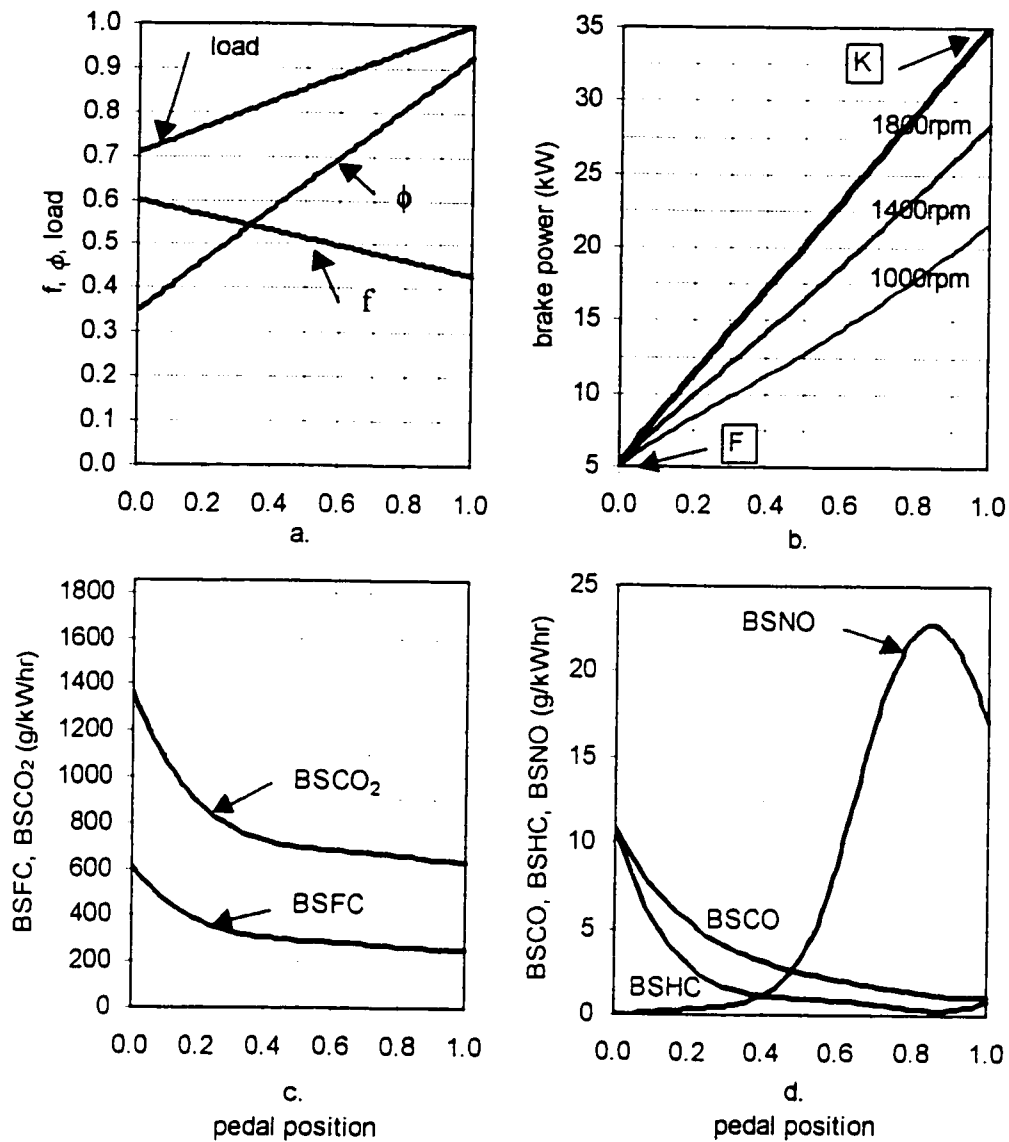 1.0
0.9
0.8
0.7
0.6
0.5
0.4
0.3
0.2
0.1
0.0
f, ϕ, load
load
ϕ
f
0.0 0.2 0.4 0.6 0.8 1.0
a.
35
30
25
20
15
10
5
brake power (kW)
K
1800rpm
1400rpm
1000rpm
F
0.0 0.2 0.4 0.6 0.8 1.0
b.
1800
1600
1400
1200
1000
800
600
400
200
0
BSFC, BSCO₂ (g/kWhr)
BSCO₂
BSFC
0.0 0.2 0.4 0.6 0.8 1.0
c.
pedal position
25
20
15
10
5
0
BSCO, BSHC, BSNO (g/kWhr)
BSNO
BSCO
BSHC
0.0 0.2 0.4 0.6 0.8 1.0
d.
pedal position